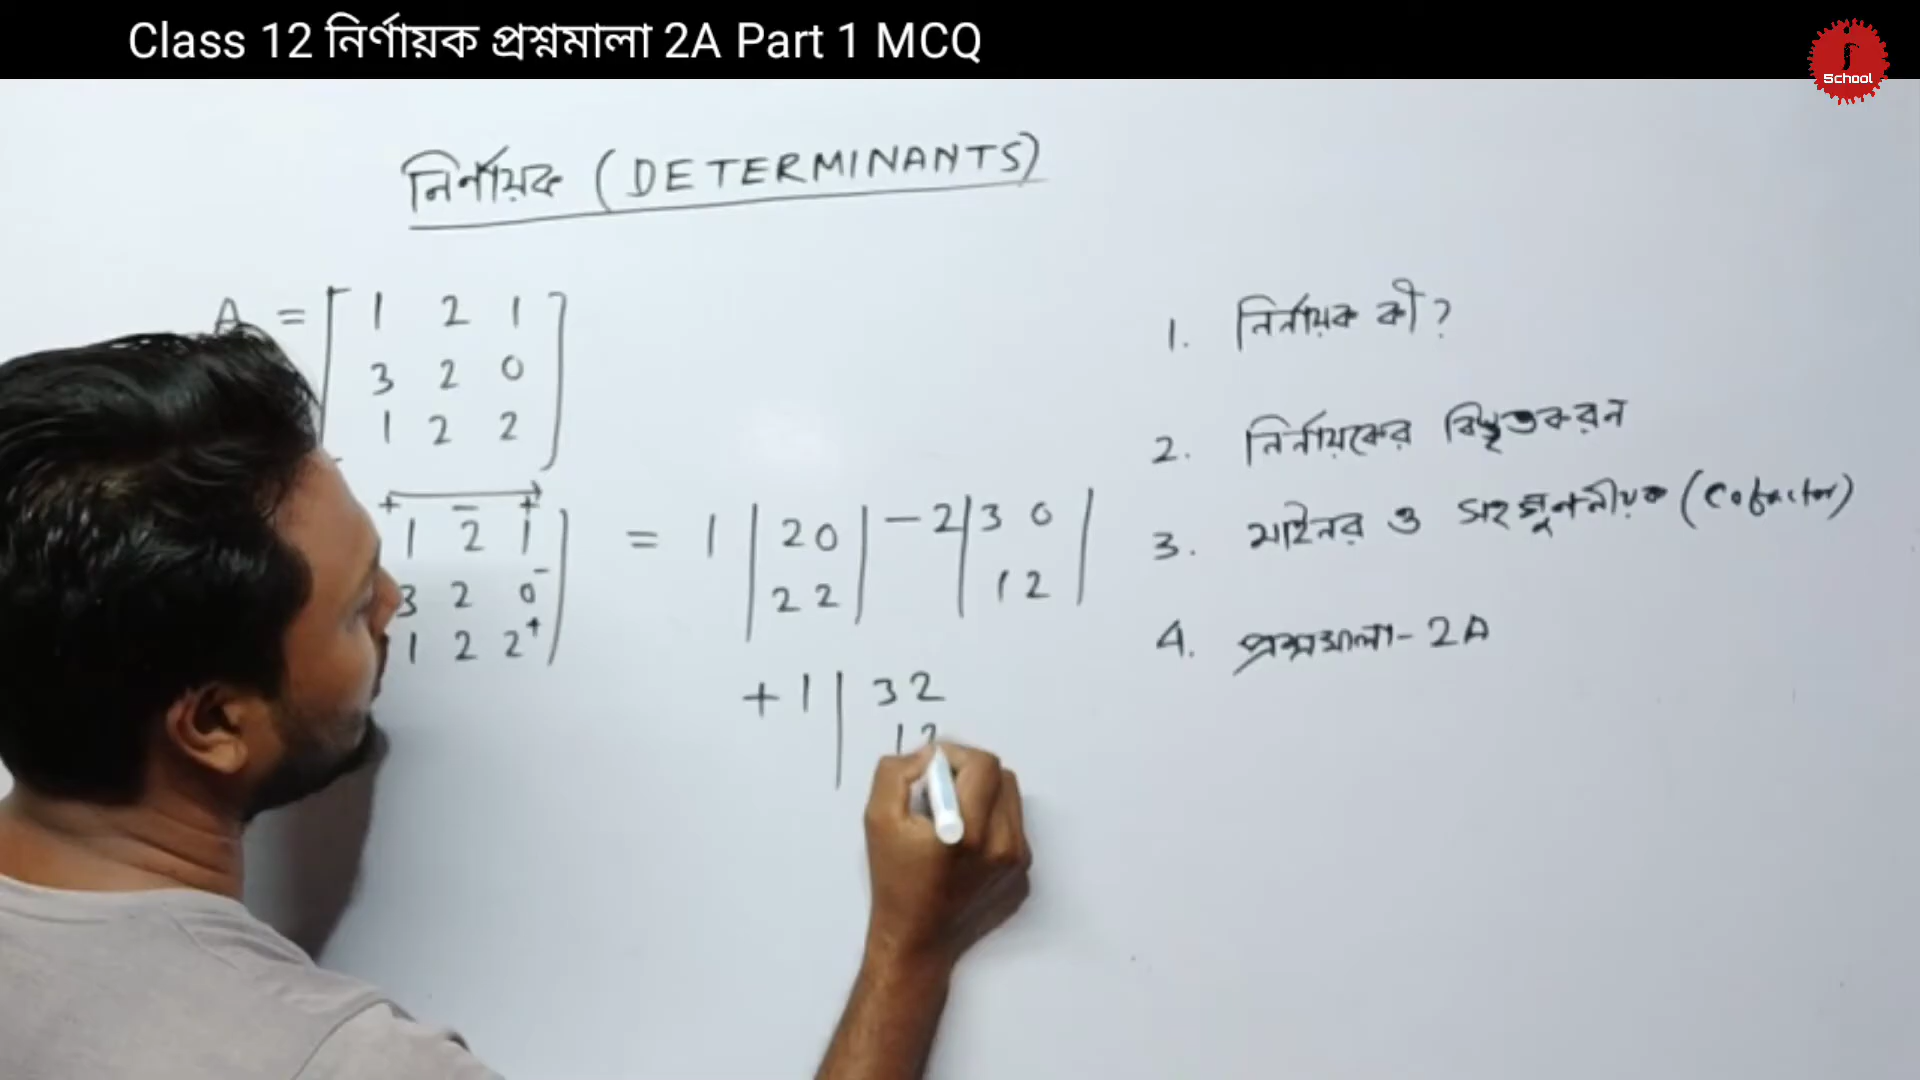 Class 12 নির্ণায়ক প্রশ্নমালা 2A Part 1 MCQ
School
নির্ণায়ক (DETERMINANTS)
A = [ 1 2 1 ]
3 2 0
1 2 2
+ − +
1 2 1 = 1 | 2 0 | − 2 | 3 0 |
3 2 0 − 2 2 1 2
1 2 2 +
+ 1 | 3 2
1 2
1. নির্নায়ক কী?
2. নির্নায়কের বিস্তৃতকরন
3. মাইনর ও সহগুণনীয়ক (Cofactor)
4. প্রশ্নমালা - 2A